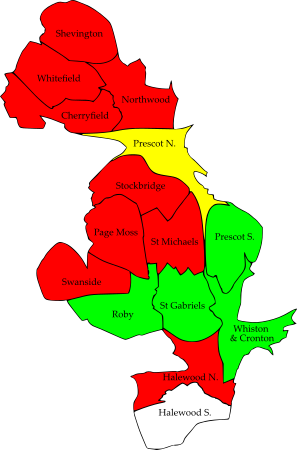 Shevington
Whitefield
Northwood
Cherryfield
Prescot N.
Stockbridge
Page Moss
St Michaels
Prescot S.
Swanside
St Gabriels
Roby
Whiston
& Cronton
Halewood N.
Halewood S.